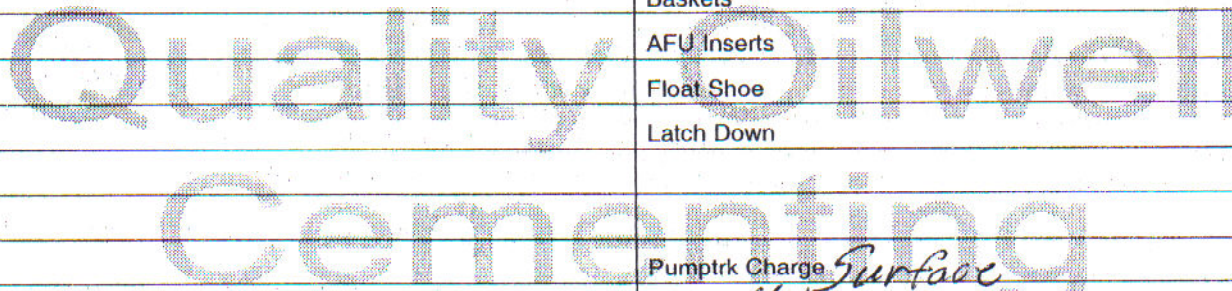 Baskets
AFU Inserts
Quality Oilwell
Float Shoe
Latch Down
Cementing
Pumptrk Charge Surface